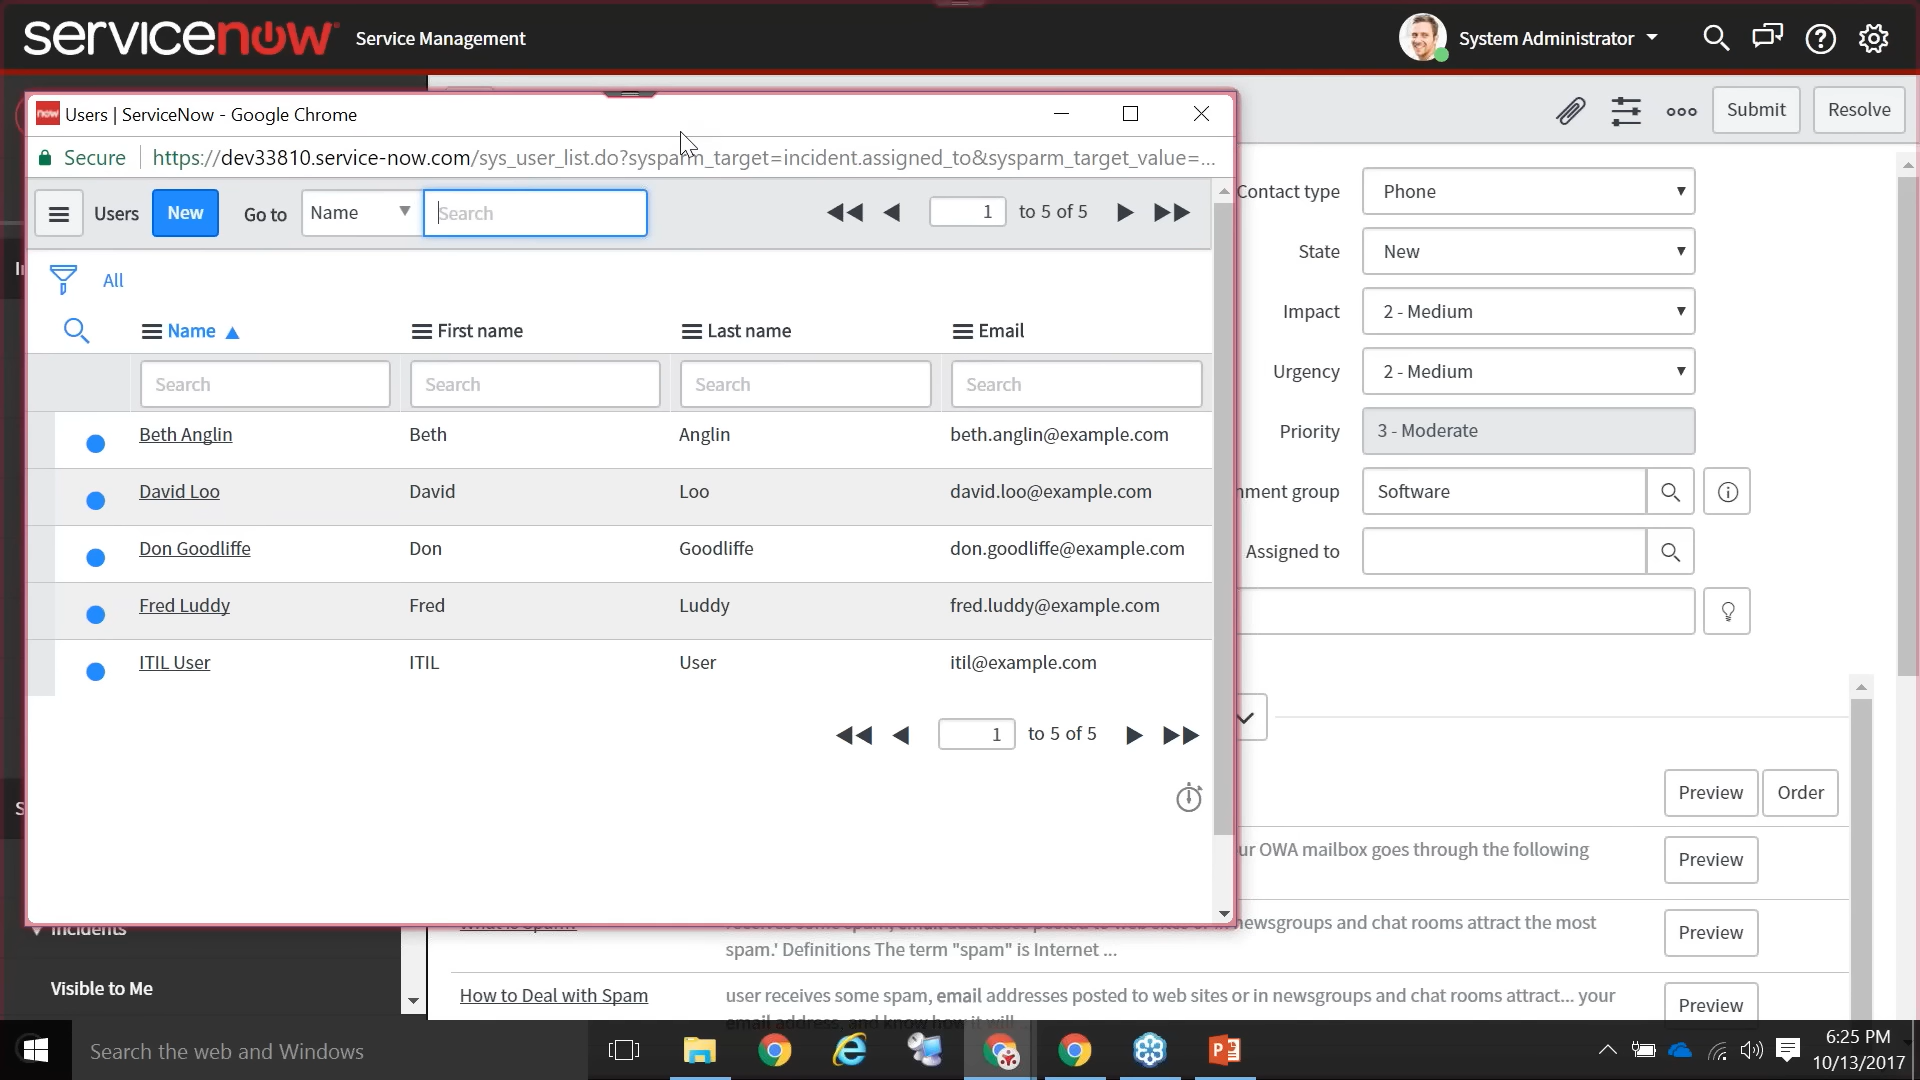 servicenow Service Management
System Administrator
now Users | ServiceNow - Google Chrome
Secure https://dev33810.service-now.com/sys_user_list.do?sysparm_target=incident.assigned_to&sysparm_target_value=...
Submit Resolve
Users New Go to Name Search 1 to 5 of 5
All
Name First name Last name Email
Search Search Search Search
Beth Anglin Beth Anglin beth.anglin@example.com
David Loo David Loo david.loo@example.com
Don Goodliffe Don Goodliffe don.goodliffe@example.com
Fred Luddy Fred Luddy fred.luddy@example.com
ITIL User ITIL User itil@example.com
1 to 5 of 5
Contact type Phone
State New
Impact 2 - Medium
Urgency 2 - Medium
Priority 3 - Moderate
nment group Software
Assigned to
Preview Order
ur OWA mailbox goes through the following
Preview
newsgroups and chat rooms attract the most
spam.' Definitions The term "spam" is Internet ...
Preview
How to Deal with Spam user receives some spam, email addresses posted to web sites or in newsgroups and chat rooms attract... your
email address, and know how it will
Preview
Incidents
Visible to Me
Search the web and Windows
6:25 PM
10/13/2017